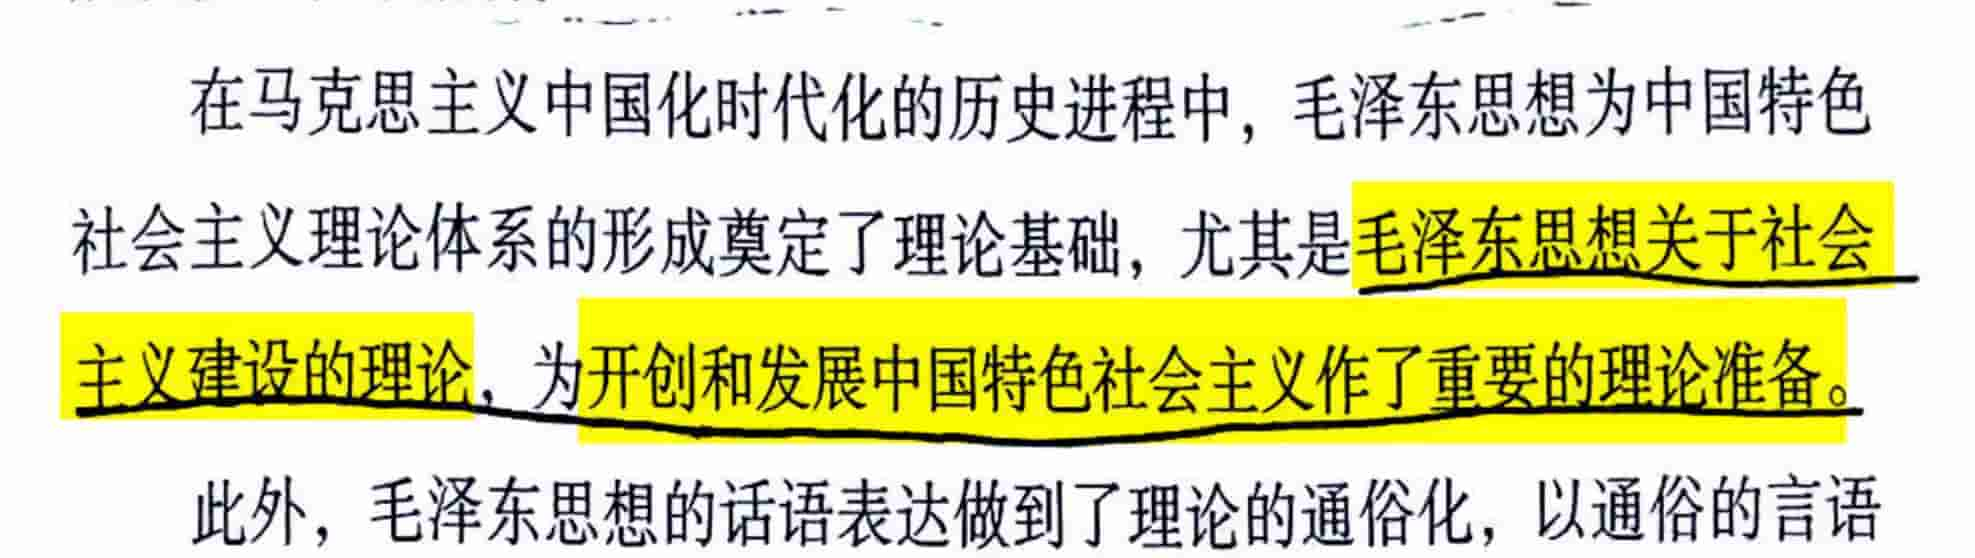 在马克思主义中国化时代化的历史进程中，毛泽东思想为中国特色
社会主义理论体系的形成奠定了理论基础，尤其是毛泽东思想关于社会
主义建设的理论，为开创和发展中国特色社会主义作了重要的理论准备。
此外，毛泽东思想的话语表达做到了理论的通俗化，以通俗的言语